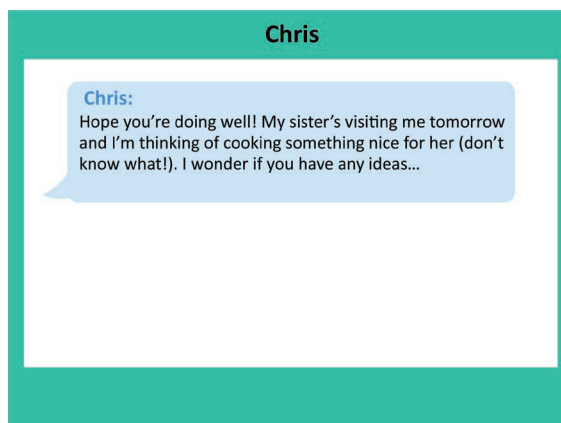 Chris
Chris:
Hope you’re doing well! My sister’s visiting me tomorrow
and I’m thinking of cooking something nice for her (don’t
know what!). I wonder if you have any ideas…